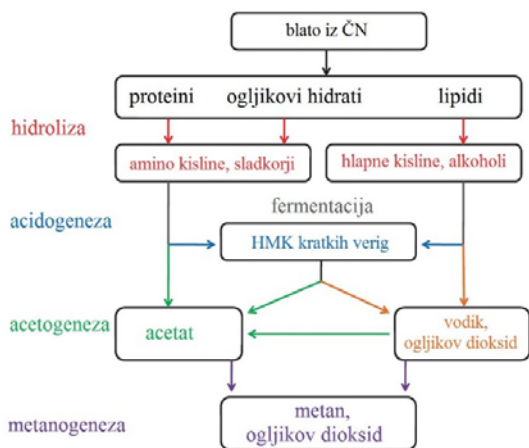 blato iz ČN
proteini ogljikovi hidrati lipidi
hidroliza
amino kisline, sladkorji
hlapne kisline, alkoholi
fermentacija
acidogeneza
HMK kratkih verig
acetogeneza
acetat
vodik,
ogljikov dioksid
metanogeneza
metan,
ogljikov dioksid